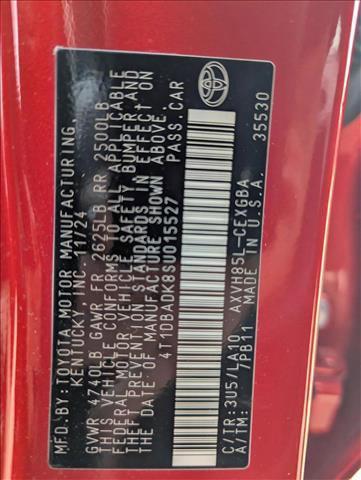 MFD.BY: TOYOTA MOTOR MANUFACTURING
KENTUCKY INC. 11/24
GVWR 4740LB GAWR FR 2625LB RR 2500LB
THIS VEHICLE CONFORMS TO ALL APPLICABLE
FEDERAL MOTOR VEHICLE SAFETY, BUMPER, AND
THEFT PREVENTION STANDARDS IN EFFECT ON
THE DATE OF MANUFACTURE SHOWN ABOVE.
4T1DBADK8SU015527 PASS.CAR
C/TR: 3U5/LA10 AXVH85L-CEXGBA
A/TM: 7PB11 35530
TOYOTA